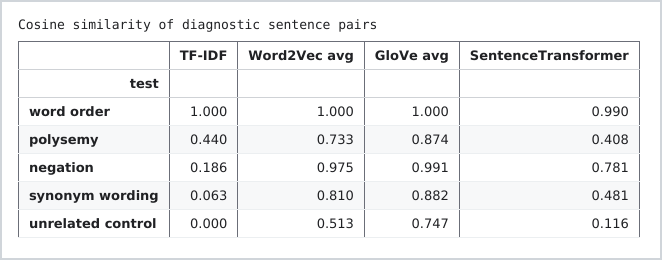 Cosine similarity of diagnostic sentence pairs
TF-IDF Word2Vec avg GloVe avg SentenceTransformer
test
word order 1.000 1.000 1.000 0.990
polysemy 0.440 0.733 0.874 0.408
negation 0.186 0.975 0.991 0.781
synonym wording 0.063 0.810 0.882 0.481
unrelated control 0.000 0.513 0.747 0.116